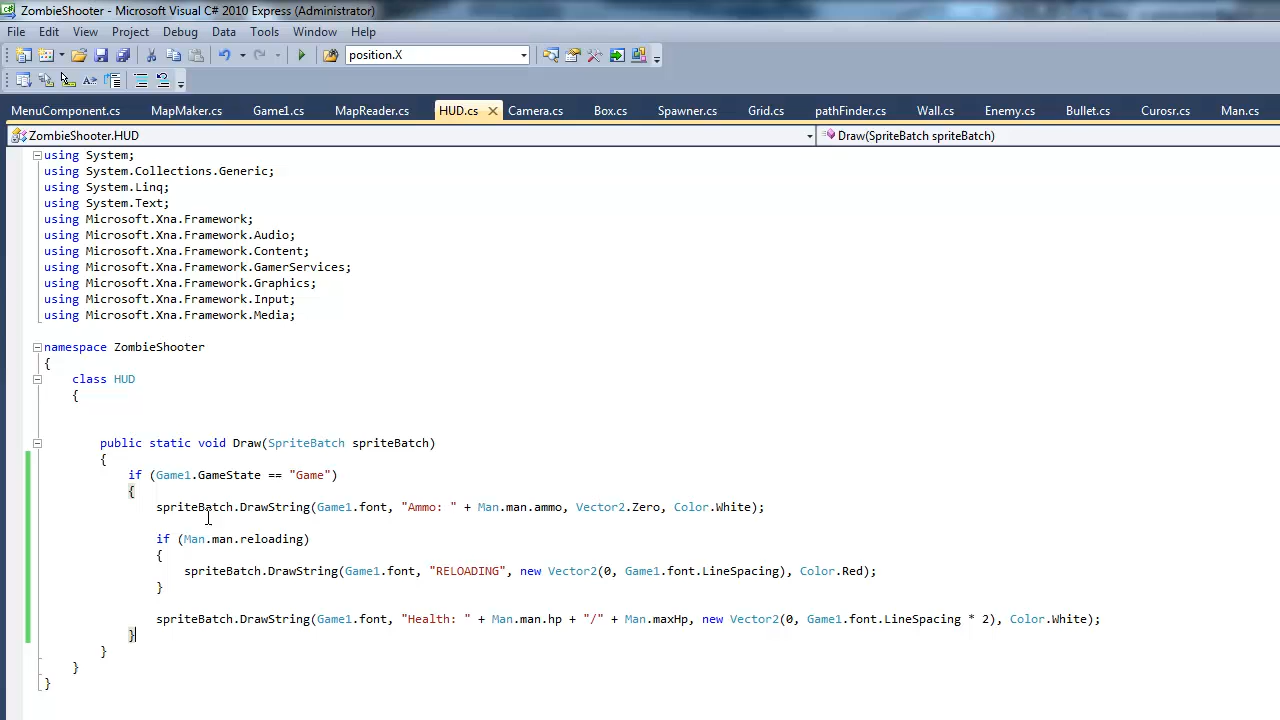 ZombieShooter - Microsoft Visual C# 2010 Express (Administrator)
File Edit View Project Debug Data Tools Window Help
position.X
MenuComponent.cs MapMaker.cs Game1.cs MapReader.cs HUD.cs Camera.cs Box.cs Spawner.cs Grid.cs pathFinder.cs Wall.cs Enemy.cs Bullet.cs Curosr.cs Man.cs
ZombieShooter.HUD Draw(SpriteBatch spriteBatch)
using System;
using System.Collections.Generic;
using System.Linq;
using System.Text;
using Microsoft.Xna.Framework;
using Microsoft.Xna.Framework.Audio;
using Microsoft.Xna.Framework.Content;
using Microsoft.Xna.Framework.GamerServices;
using Microsoft.Xna.Framework.Graphics;
using Microsoft.Xna.Framework.Input;
using Microsoft.Xna.Framework.Media;
namespace ZombieShooter
{
class HUD
{
public static void Draw(SpriteBatch spriteBatch)
{
if (Game1.GameState == "Game")
{
spriteBatch.DrawString(Game1.font, "Ammo: " + Man.man.ammo, Vector2.Zero, Color.White);
if (Man.man.reloading)
{
spriteBatch.DrawString(Game1.font, "RELOADING", new Vector2(0, Game1.font.LineSpacing), Color.Red);
}
spriteBatch.DrawString(Game1.font, "Health: " + Man.man.hp + "/" + Man.maxHp, new Vector2(0, Game1.font.LineSpacing * 2), Color.White);
}
}
}
}